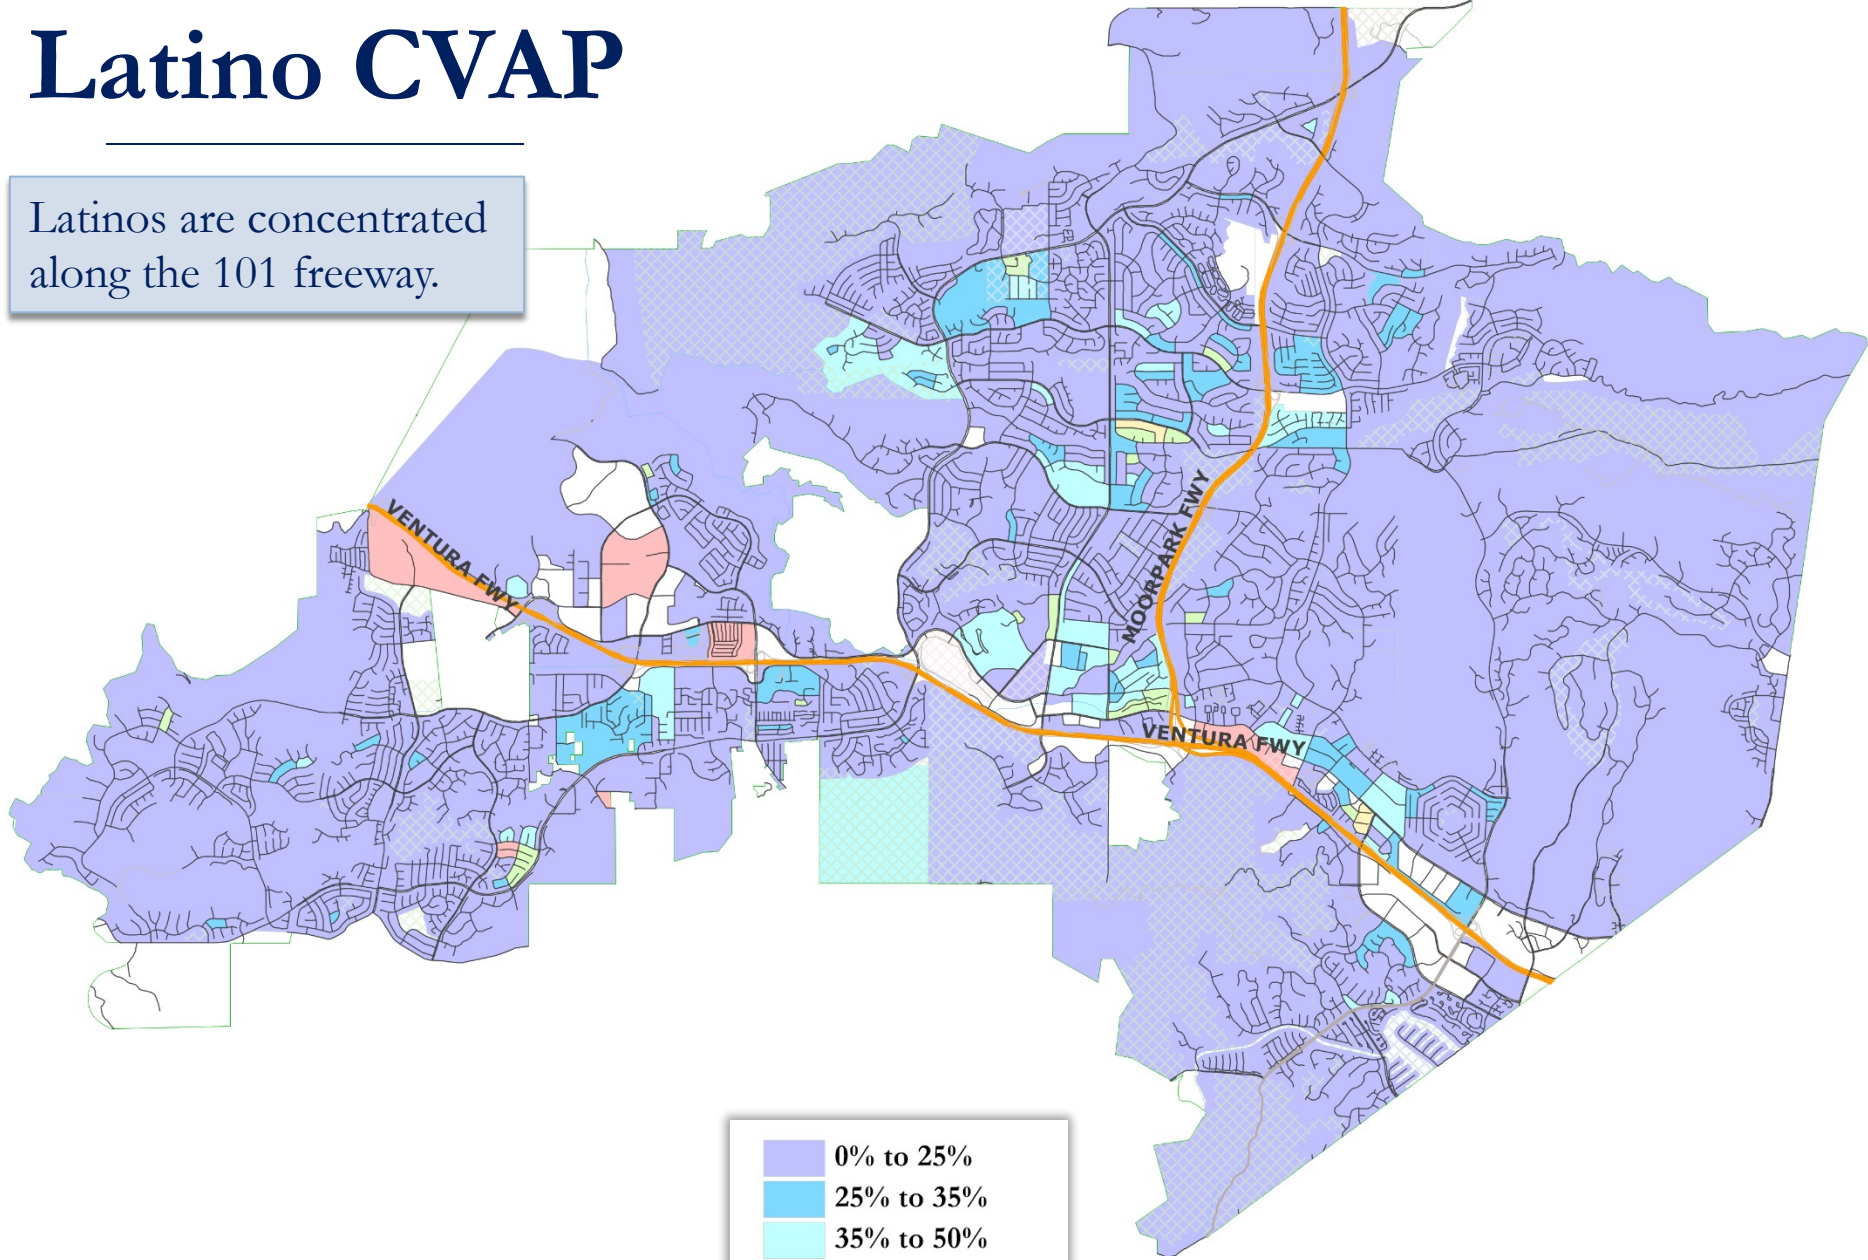 Latino CVAP
Latinos are concentrated
along the 101 freeway.
VENTURA FWY
MOORPARK FWY
VENTURA FWY
0% to 25%
25% to 35%
35% to 50%